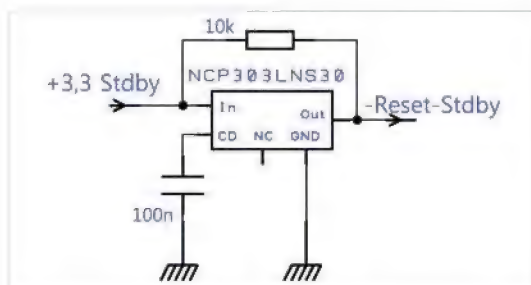 10k
+3,3 Stdby
NCP303LNS30
In
Out
-Reset-Stdby
CD
NC
GND
100n